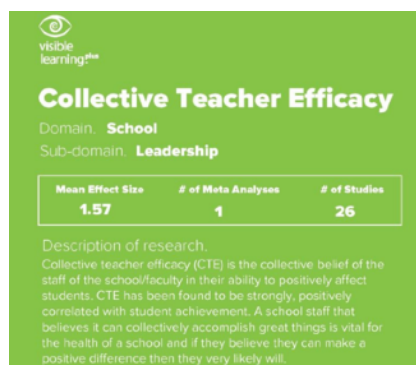 visible
learning:plus
Collective Teacher Efficacy
Domain. School
Sub-domain. Leadership
Mean Effect Size # of Meta Analyses # of Studies
1.57 1 26
Description of research.
Collective teacher efficacy (CTE) is the collective belief of the
staff of the school/faculty in their ability to positively affect
students. CTE has been found to be strongly, positively
correlated with student achievement. A school staff that
believes it can collectively accomplish great things is vital for
the health of a school and if they believe they can make a
positive difference then they very likely will.